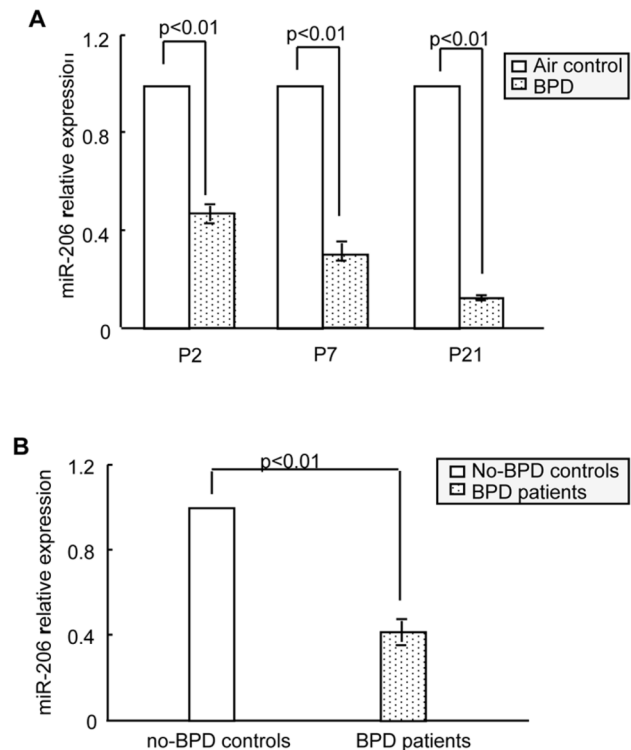 A
1.2
p<0.01
p<0.01
p<0.01
Air control
BPD
0.8
0.4
0
miR-206 relative expression
P2
P7
P21
B
1.2
p<0.01
No-BPD controls
BPD patients
0.8
0.4
0
miR-206 relative expression
no-BPD controls
BPD patients